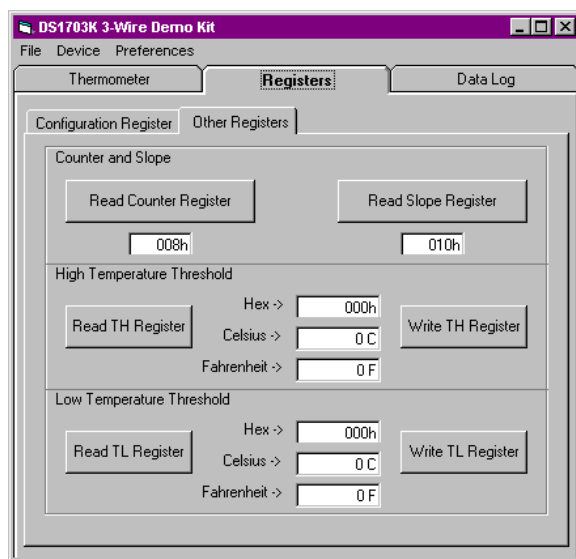 DS1703K 3-Wire Demo Kit
File Device Preferences
Thermometer Registers Data Log
Configuration Register Other Registers
Counter and Slope
Read Counter Register Read Slope Register
008h 010h
High Temperature Threshold
Hex -> 000h
Read TH Register Write TH Register
Celsius -> 0 C
Fahrenheit -> 0 F
Low Temperature Threshold
Hex -> 000h
Read TL Register Write TL Register
Celsius -> 0 C
Fahrenheit -> 0 F